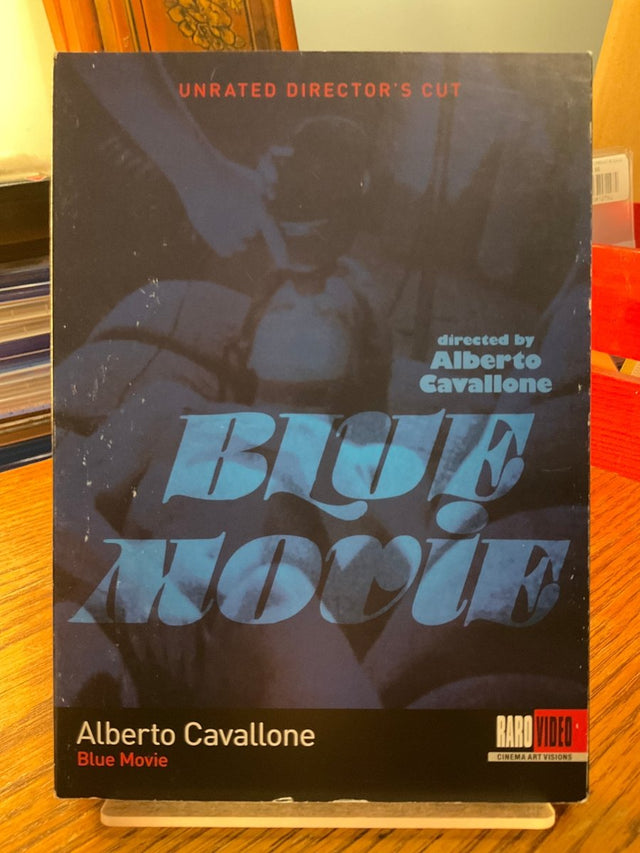 UNRATED DIRECTOR'S CUT
directed by
Alberto
Cavallone
BLUE
MOVIE
Alberto Cavallone
Blue Movie
RARO VIDEO
CINEMA ART VISIONS